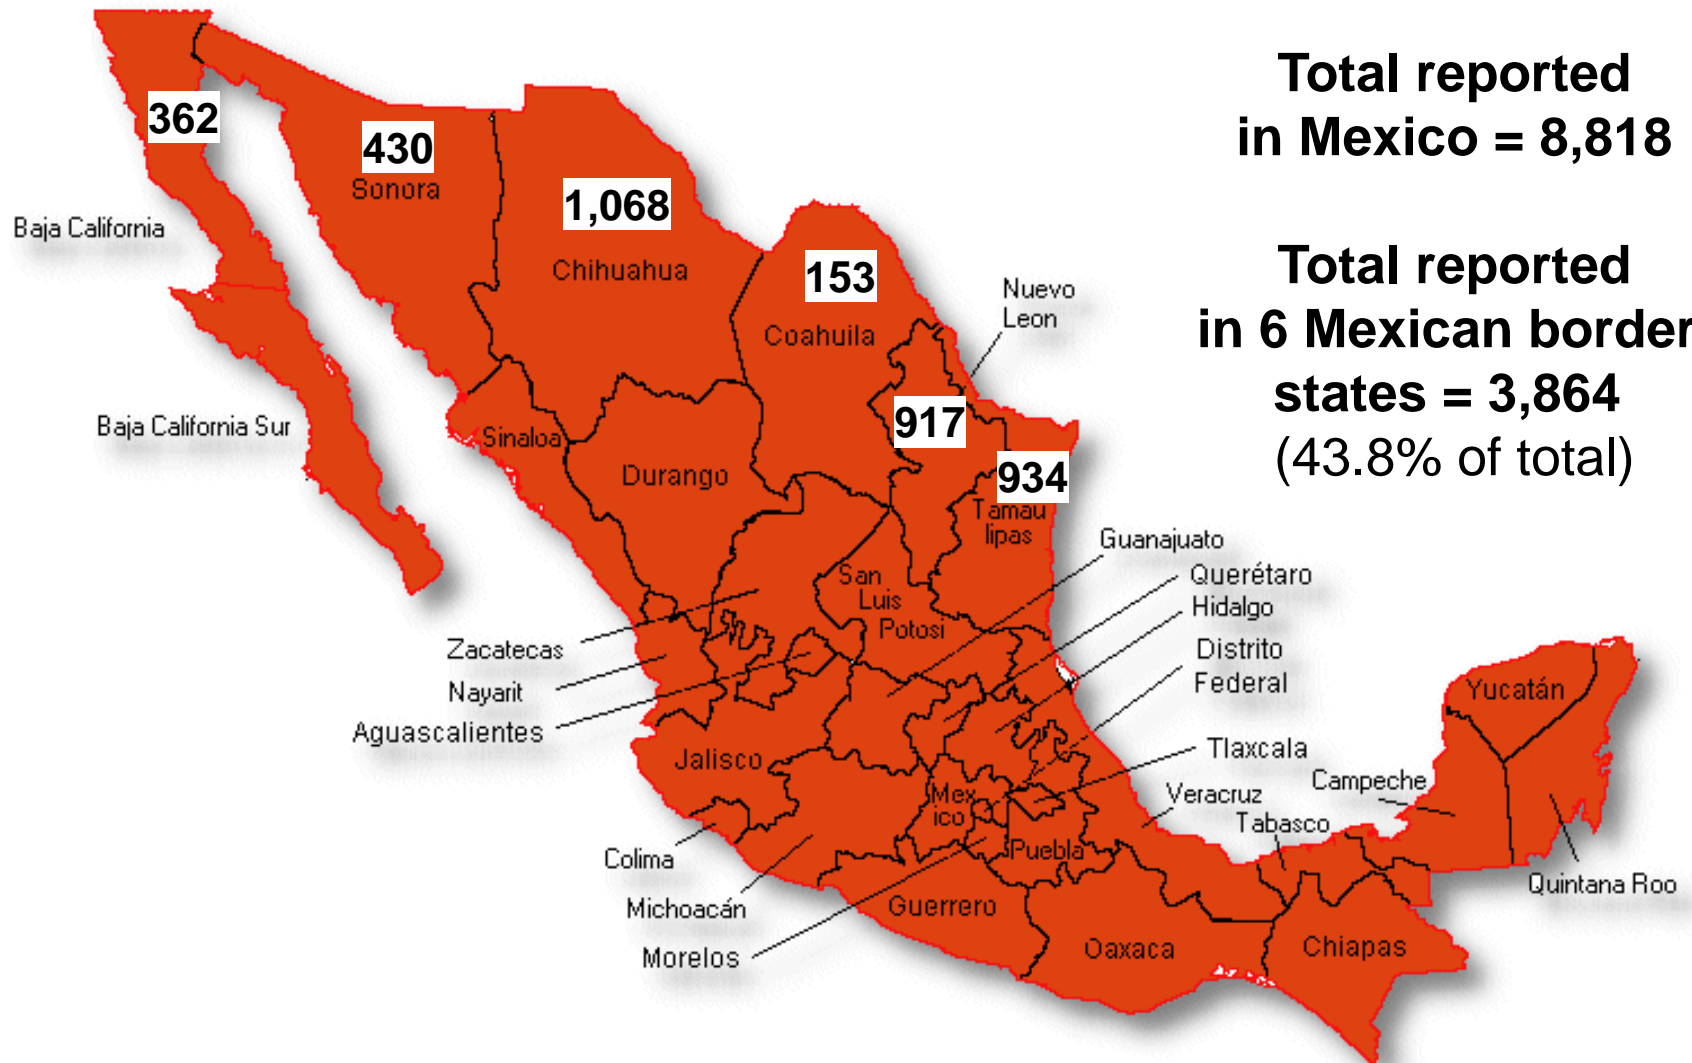 Total reported
in Mexico = 8,818
Total reported
in 6 Mexican border
states = 3,864
(43.8% of total)
362
430
Sonora
1,068
Chihuahua
Baja California
153
Coahuila
Nuevo
Leon
917
934
Tamau
lipas
Baja California Sur
Sinaloa
Durango
San
Luis
Potosi
Guanajuato
Querétaro
Hidalgo
Distrito
Federal
Zacatecas
Nayarit
Aguascalientes
Jalisco
Tlaxcala
Yucatán
Campeche
Veracruz
Tabasco
Mex
ico
Puebla
Colima
Michoacán
Guerrero
Morelos
Oaxaca
Chiapas
Quintana Roo